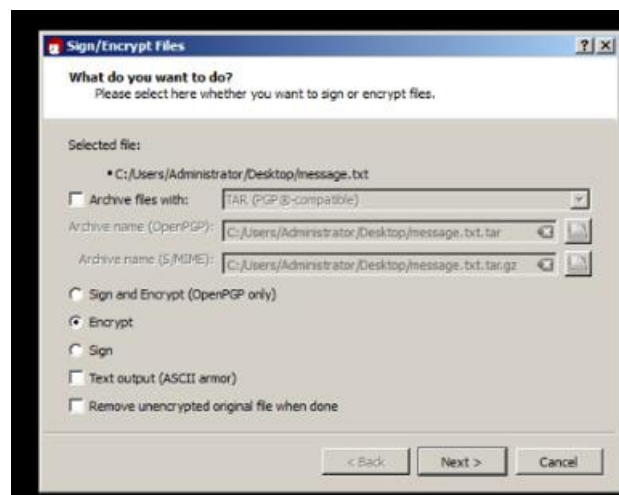 Sign/Encrypt Files
What do you want to do?
Please select here whether you want to sign or encrypt files.
Selected file:
• C:/Users/Administrator/Desktop/message.txt
Archive files with: TAR (PGP®-compatible)
Archive name (OpenPGP): C:/Users/Administrator/Desktop/message.txt.tar
Archive name (S/MIME): C:/Users/Administrator/Desktop/message.txt.tar.gz
Sign and Encrypt (OpenPGP only)
Encrypt
Sign
Text output (ASCII armor)
Remove unencrypted original file when done
< Back Next > Cancel